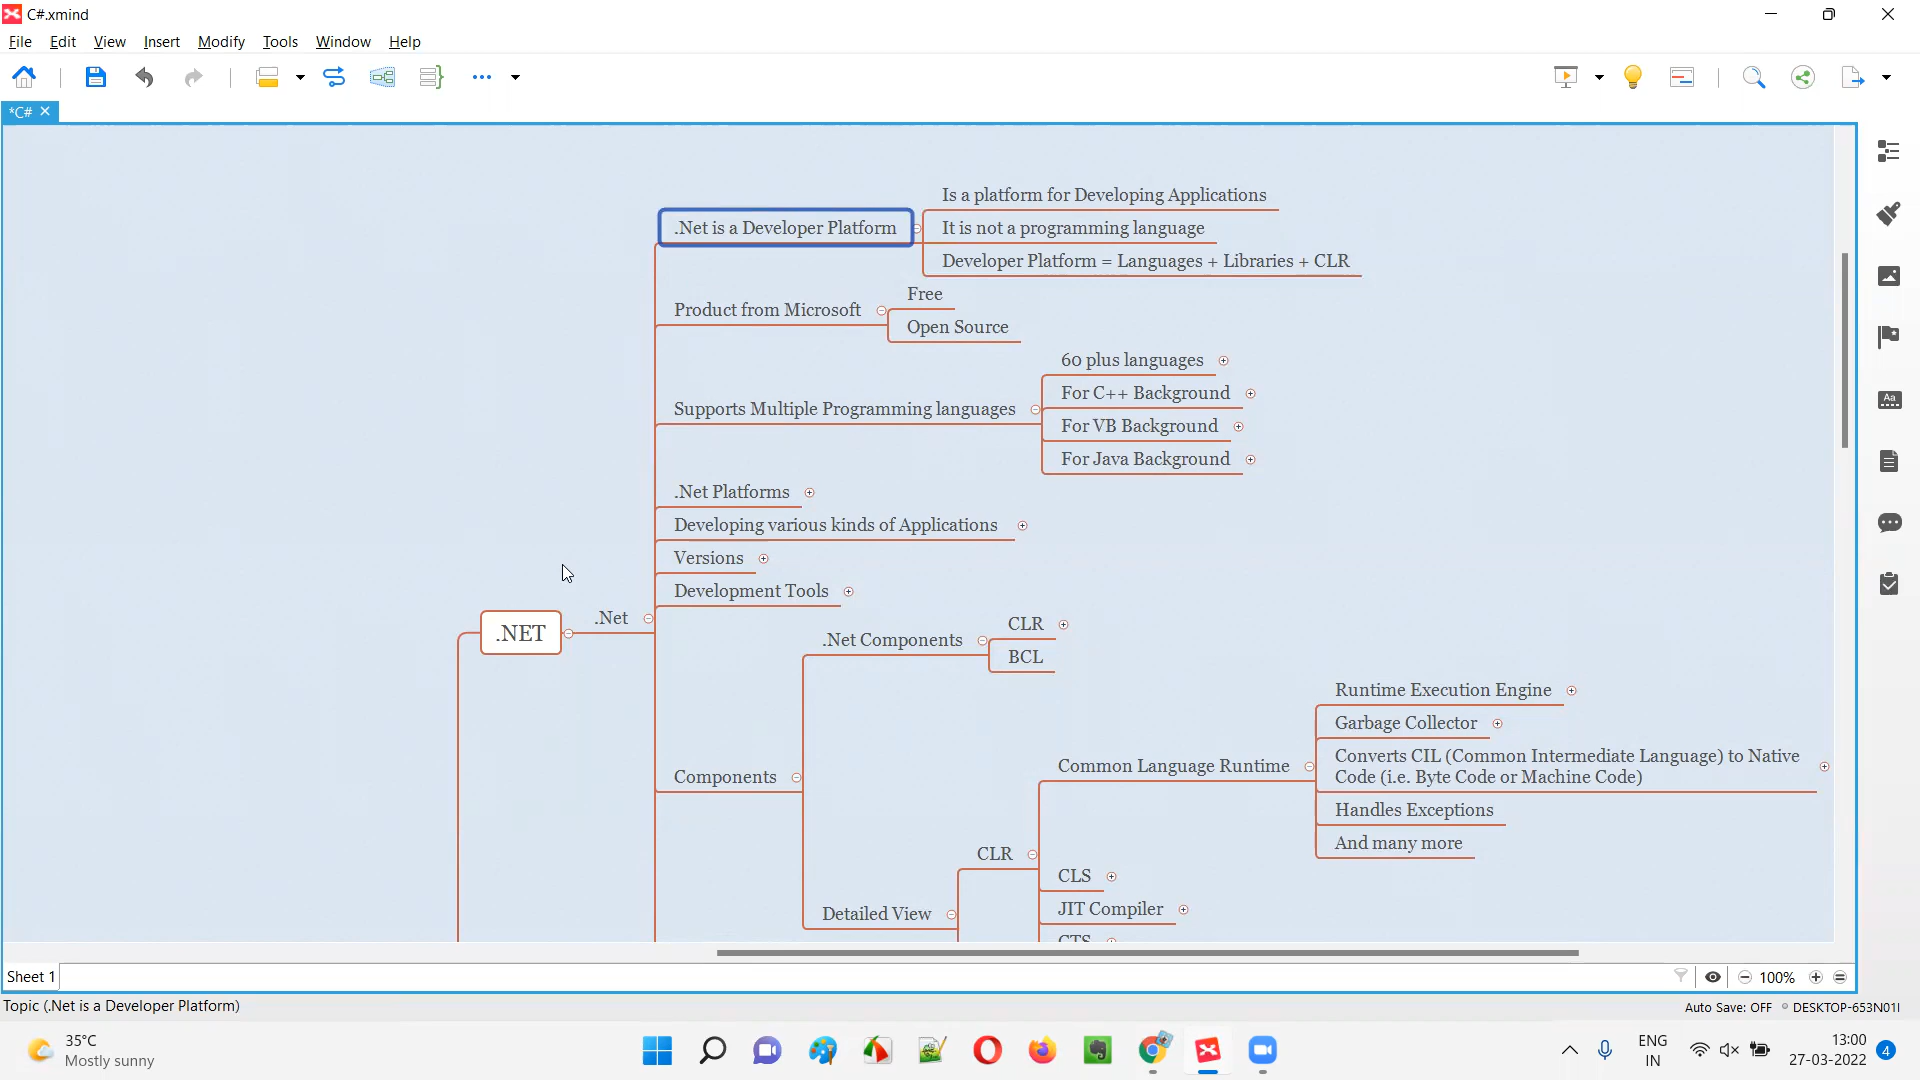 C#.xmind
File Edit View Insert Modify Tools Window Help
*C#
Is a platform for Developing Applications
.Net is a Developer Platform
It is not a programming language
Developer Platform = Languages + Libraries + CLR
Free
Product from Microsoft
Open Source
60 plus languages
For C++ Background
Supports Multiple Programming languages
For VB Background
For Java Background
.Net Platforms
Developing various kinds of Applications
Versions
Development Tools
.NET
.Net
.Net Components
CLR
BCL
Components
Common Language Runtime
Runtime Execution Engine
Garbage Collector
Converts CIL (Common Intermediate Language) to Native
Code (i.e. Byte Code or Machine Code)
Handles Exceptions
And many more
CLR
CLS
JIT Compiler
Detailed View
CTS
Aa
Sheet 1
100%
Topic (.Net is a Developer Platform)
Auto Save: OFF
DESKTOP-653N01I
35°C
Mostly sunny
ENG
IN
13:00
27-03-2022
4